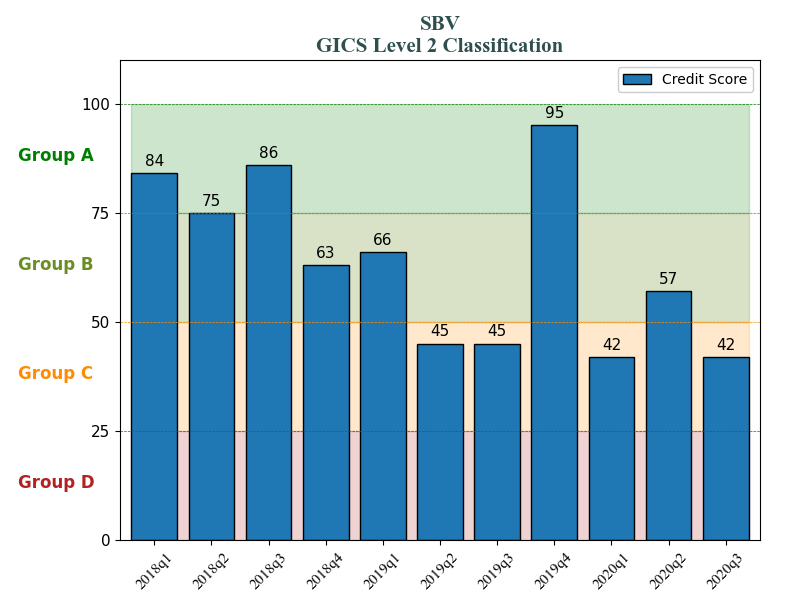 SBV
GICS Level 2 Classification
Credit Score
100
75
50
25
0
Group A
Group B
Group C
Group D
84
75
86
63
66
45
45
95
42
57
42
2018q1
2018q2
2018q3
2018q4
2019q1
2019q2
2019q3
2019q4
2020q1
2020q2
2020q3